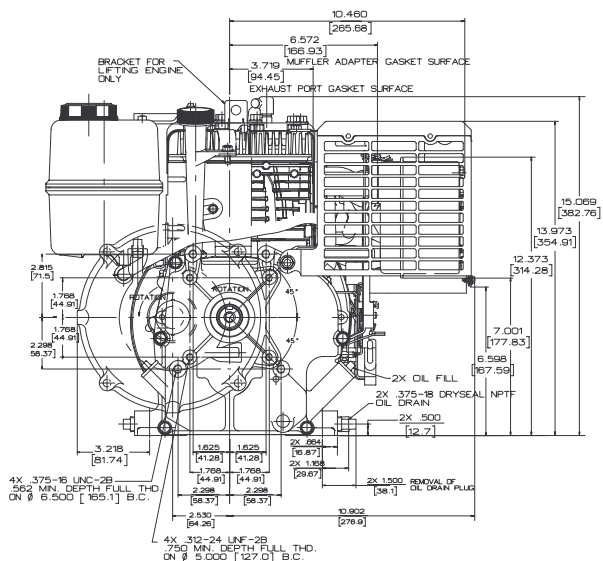 10.460
[265.68]
6.572
[166.93]
3.719
[94.45]
MUFFLER ADAPTER GASKET SURFACE
BRACKET FOR
LIFTING ENGINE
ONLY
EXHAUST PORT GASKET SURFACE
15.069
[382.76]
13.973
[354.91]
12.373
[314.28]
2.815
[71.5]
1.768
[44.91]
ROTATION
ROTATION
45°
45°
1.768
[44.91]
2.298
[58.37]
7.001
[177.83]
6.598
[167.59]
2X OIL FILL
2X .375-18 DRYSEAL NPTF
OIL DRAIN
2X .500
[12.7]
3.218
[81.74]
1.625
[41.28]
1.625
[41.28]
2X .664
[16.87]
1.768
[44.91]
1.768
[44.91]
2X 1.168
[29.67]
2X 1.500
[38.1]
REMOVAL OF
OIL DRAIN PLUG
2.298
[58.37]
2.298
[58.37]
4X .375-16 UNC-2B
.562 MIN. DEPTH FULL THD.
ON Ø 6.500 [165.1] B.C.
2.530
[64.26]
10.902
[276.9]
4X .312-24 UNF-2B
.750 MIN. DEPTH FULL THD.
ON Ø 5.000 [127.0] B.C.